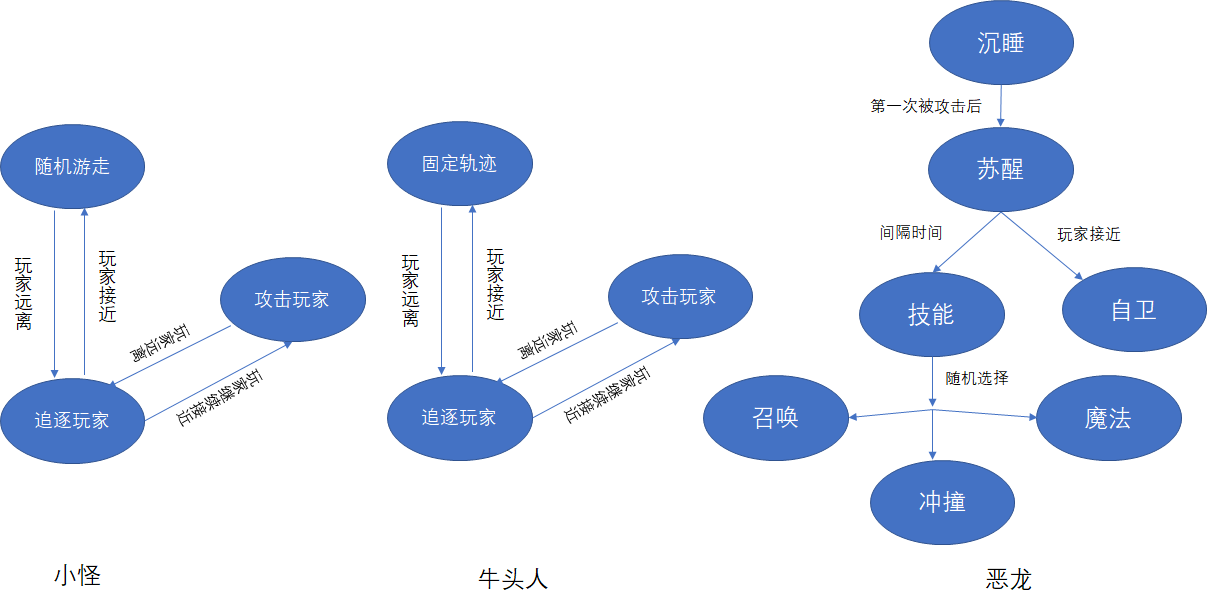 随机游走
玩家远离
玩家接近
攻击玩家
玩家远离
玩家继续接近
追逐玩家
小怪
固定轨迹
玩家远离
玩家接近
攻击玩家
玩家远离
玩家继续接近
追逐玩家
牛头人
沉睡
第一次被攻击后
苏醒
间隔时间
玩家接近
技能
自卫
随机选择
召唤
魔法
冲撞
恶龙